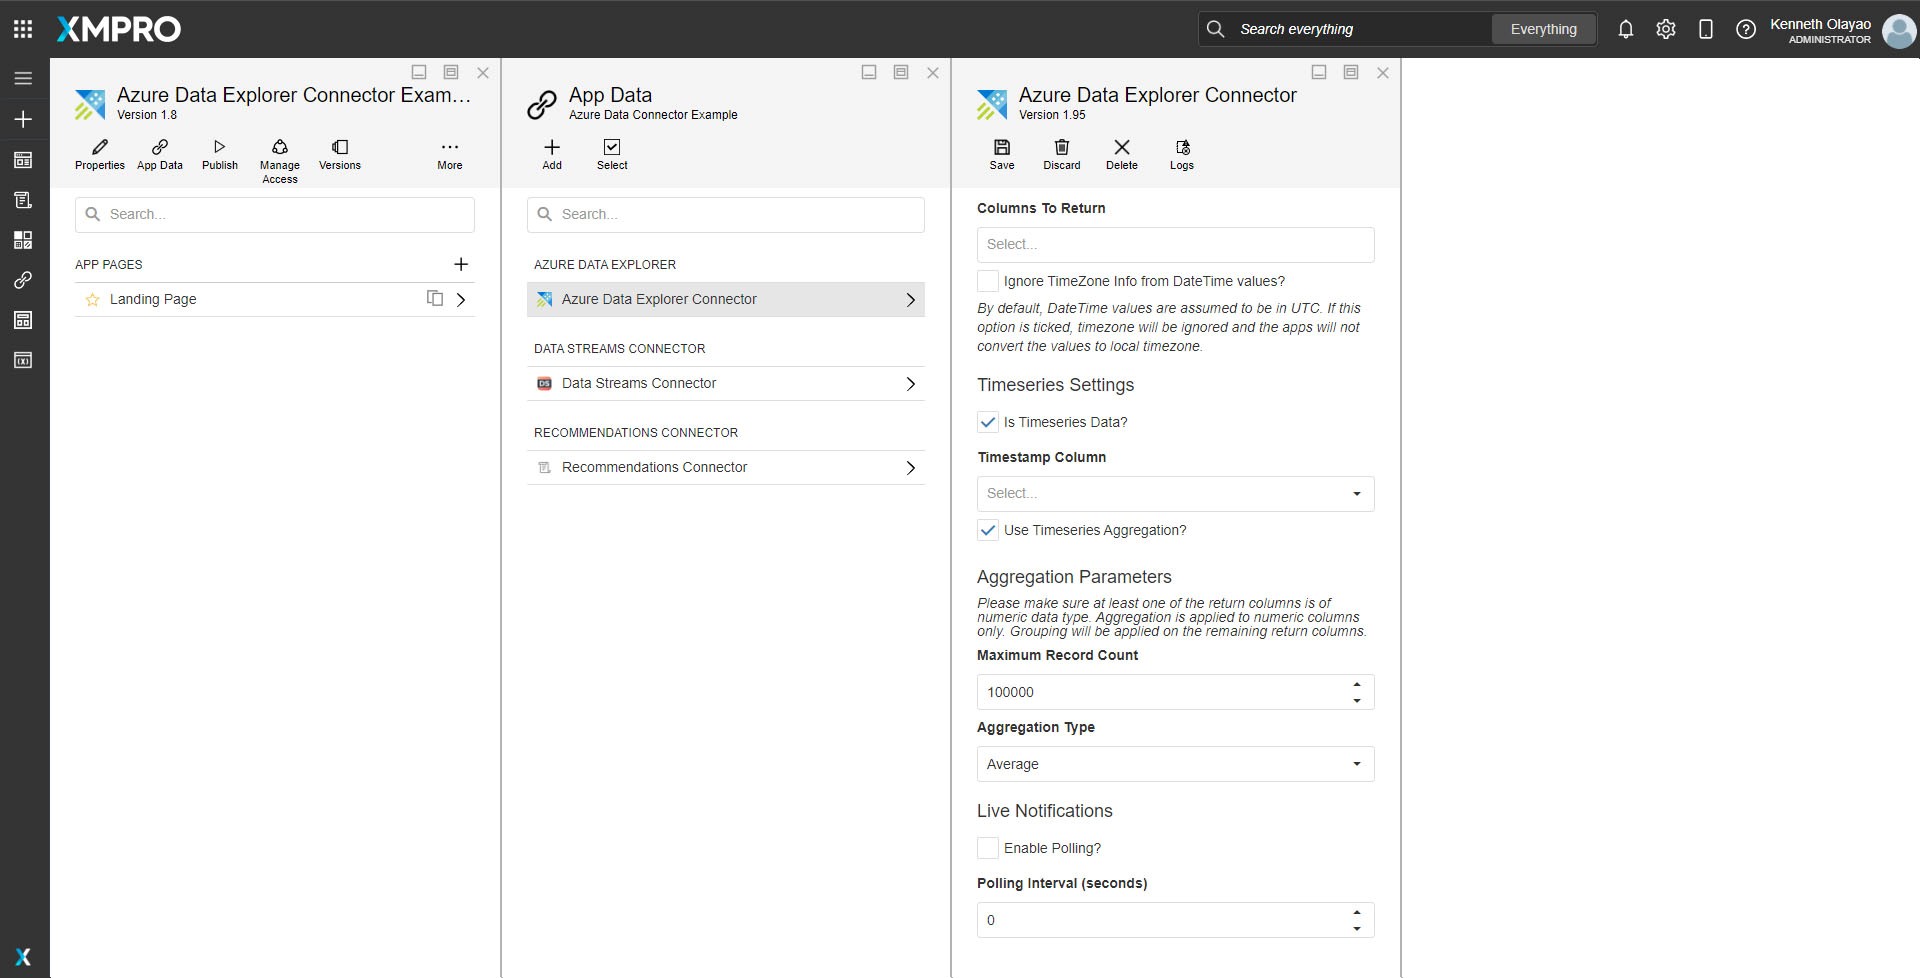 XMPRO
Search everything
Everything
Kenneth Olayao
ADMINISTRATOR
Azure Data Explorer Connector Exam...
Version 1.8
Properties
App Data
Publish
Manage Access
Versions
More
Search...
APP PAGES
Landing Page
App Data
Azure Data Connector Example
Add
Select
Search...
AZURE DATA EXPLORER
Azure Data Explorer Connector
DATA STREAMS CONNECTOR
DS
Data Streams Connector
RECOMMENDATIONS CONNECTOR
Recommendations Connector
Azure Data Explorer Connector
Version 1.95
Save
Discard
Delete
Logs
Columns To Return
Select...
Ignore TimeZone Info from DateTime values?
By default, DateTime values are assumed to be in UTC. If this
option is ticked, timezone will be ignored and the apps will not
convert the values to local timezone.
Timeseries Settings
Is Timeseries Data?
Timestamp Column
Select...
Use Timeseries Aggregation?
Aggregation Parameters
Please make sure at least one of the return columns is of
numeric data type. Aggregation is applied to numeric columns
only. Grouping will be applied on the remaining return columns.
Maximum Record Count
100000
Aggregation Type
Average
Live Notifications
Enable Polling?
Polling Interval (seconds)
0